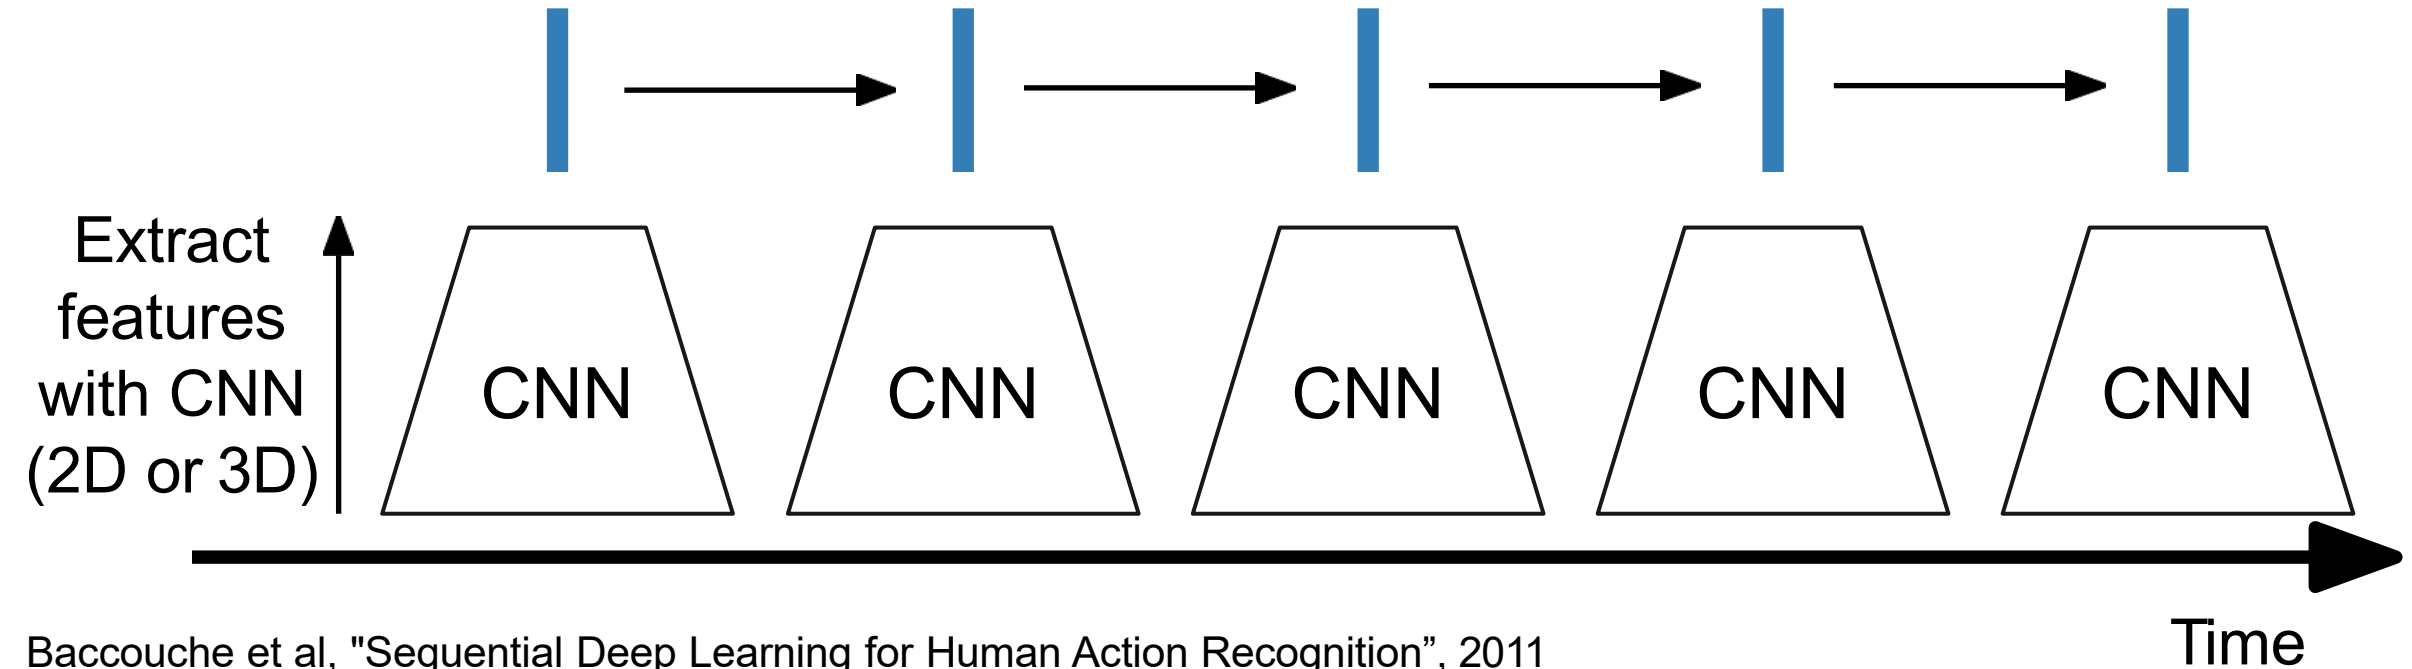 Extract
features
with CNN
(2D or 3D)
CNN
CNN
CNN
CNN
CNN
Time
Baccouche et al, "Sequential Deep Learning for Human Action Recognition”, 2011